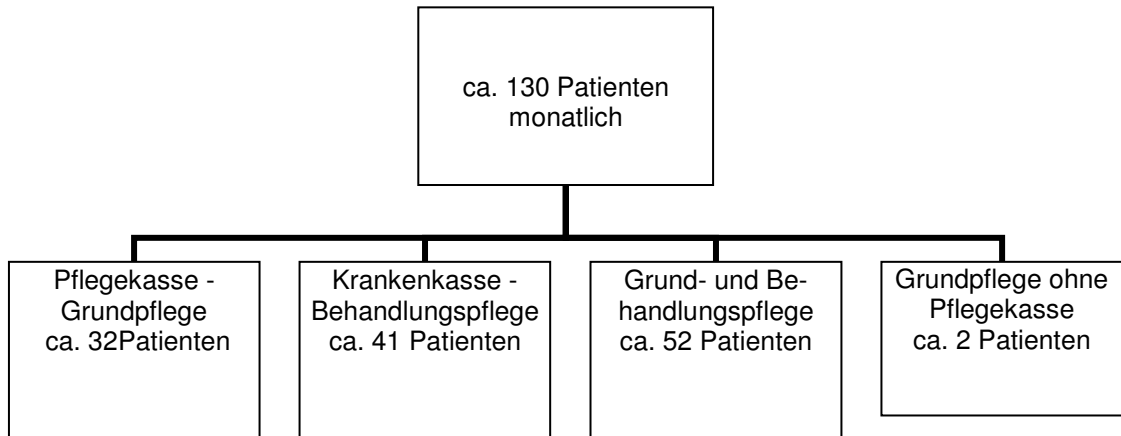 ca. 130 Patienten
monatlich
Pflegekasse -
Grundpflege
ca. 32Patienten
Krankenkasse -
Behandlungspflege
ca. 41 Patienten
Grund- und Be-
handlungspflege
ca. 52 Patienten
Grundpflege ohne
Pflegekasse
ca. 2 Patienten